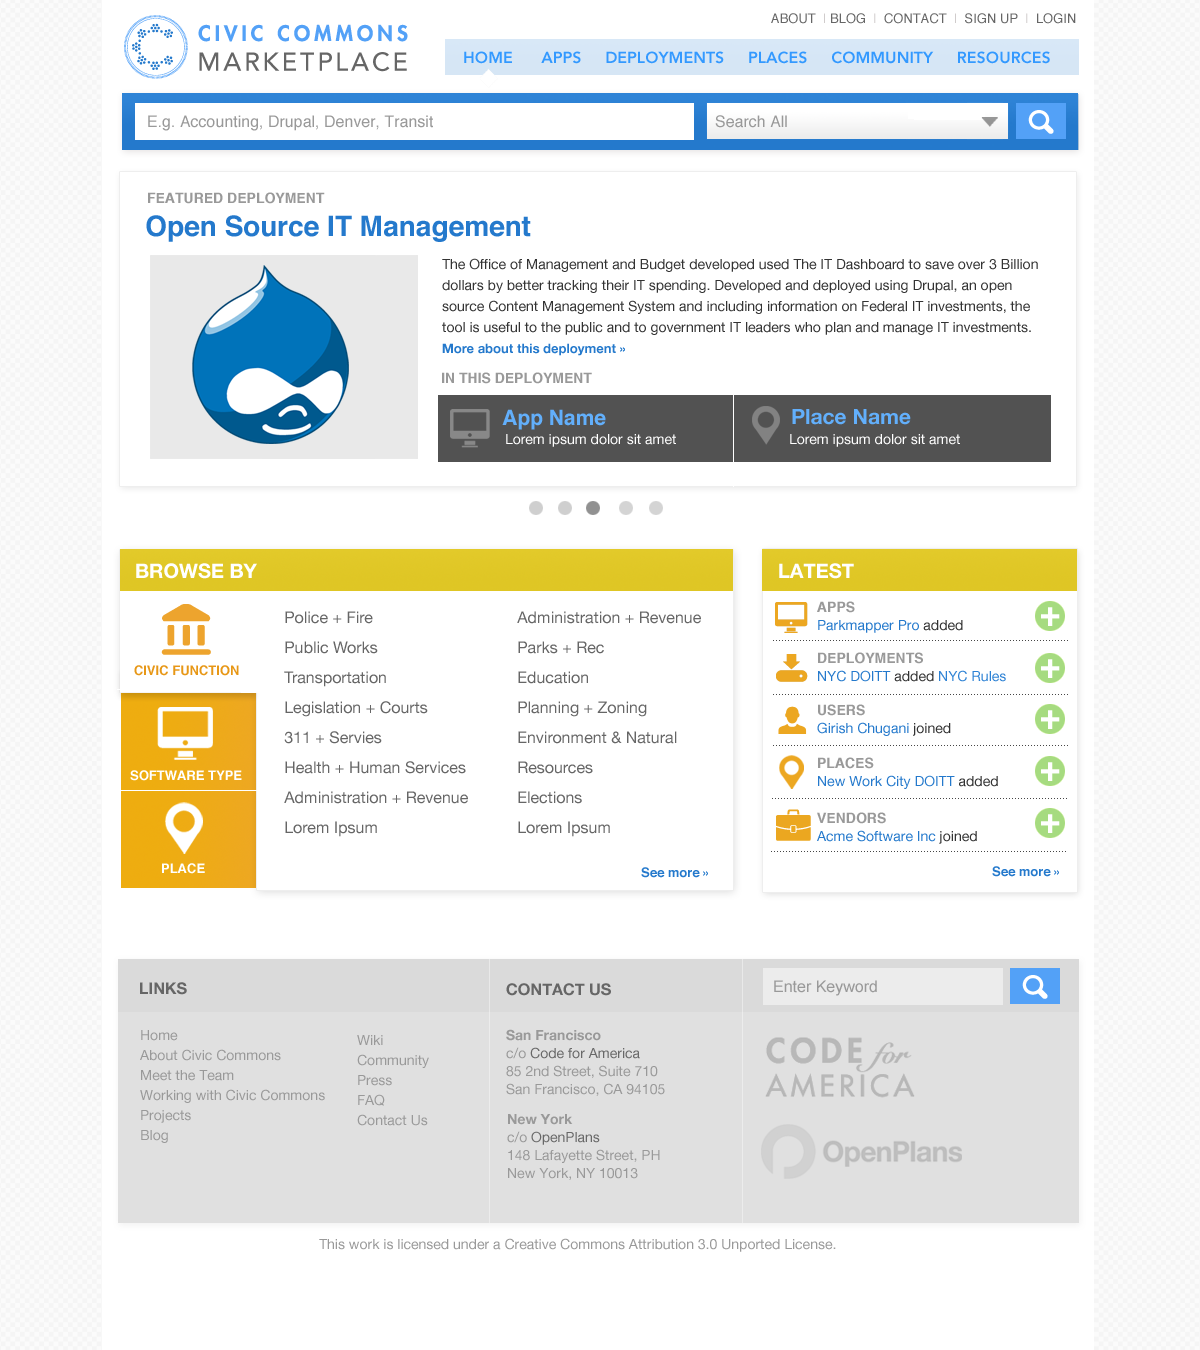 CIVIC COMMONS
MARKETPLACE
ABOUT | BLOG | CONTACT | SIGN UP | LOGIN
HOME APPS DEPLOYMENTS PLACES COMMUNITY RESOURCES
E.g. Accounting, Drupal, Denver, Transit
Search All
FEATURED DEPLOYMENT
Open Source IT Management
The Office of Management and Budget developed used The IT Dashboard to save over 3 Billion
dollars by better tracking their IT spending. Developed and deployed using Drupal, an open
source Content Management System and including information on Federal IT investments, the
tool is useful to the public and to government IT leaders who plan and manage IT investments.
More about this deployment »
IN THIS DEPLOYMENT
App Name
Lorem ipsum dolor sit amet
Place Name
Lorem ipsum dolor sit amet
BROWSE BY
CIVIC FUNCTION
SOFTWARE TYPE
PLACE
Police + Fire
Public Works
Transportation
Legislation + Courts
311 + Servies
Health + Human Services
Administration + Revenue
Lorem Ipsum
Administration + Revenue
Parks + Rec
Education
Planning + Zoning
Environment & Natural
Resources
Elections
Lorem Ipsum
See more »
LATEST
APPS
Parkmapper Pro added
DEPLOYMENTS
NYC DOITT added NYC Rules
USERS
Girish Chugani joined
PLACES
New Work City DOITT added
VENDORS
Acme Software Inc joined
See more »
LINKS
Home
About Civic Commons
Meet the Team
Working with Civic Commons
Projects
Blog
Wiki
Community
Press
FAQ
Contact Us
CONTACT US
San Francisco
c/o Code for America
85 2nd Street, Suite 710
San Francisco, CA 94105
New York
c/o OpenPlans
148 Lafayette Street, PH
New York, NY 10013
Enter Keyword
CODE for
AMERICA
OpenPlans
This work is licensed under a Creative Commons Attribution 3.0 Unported License.